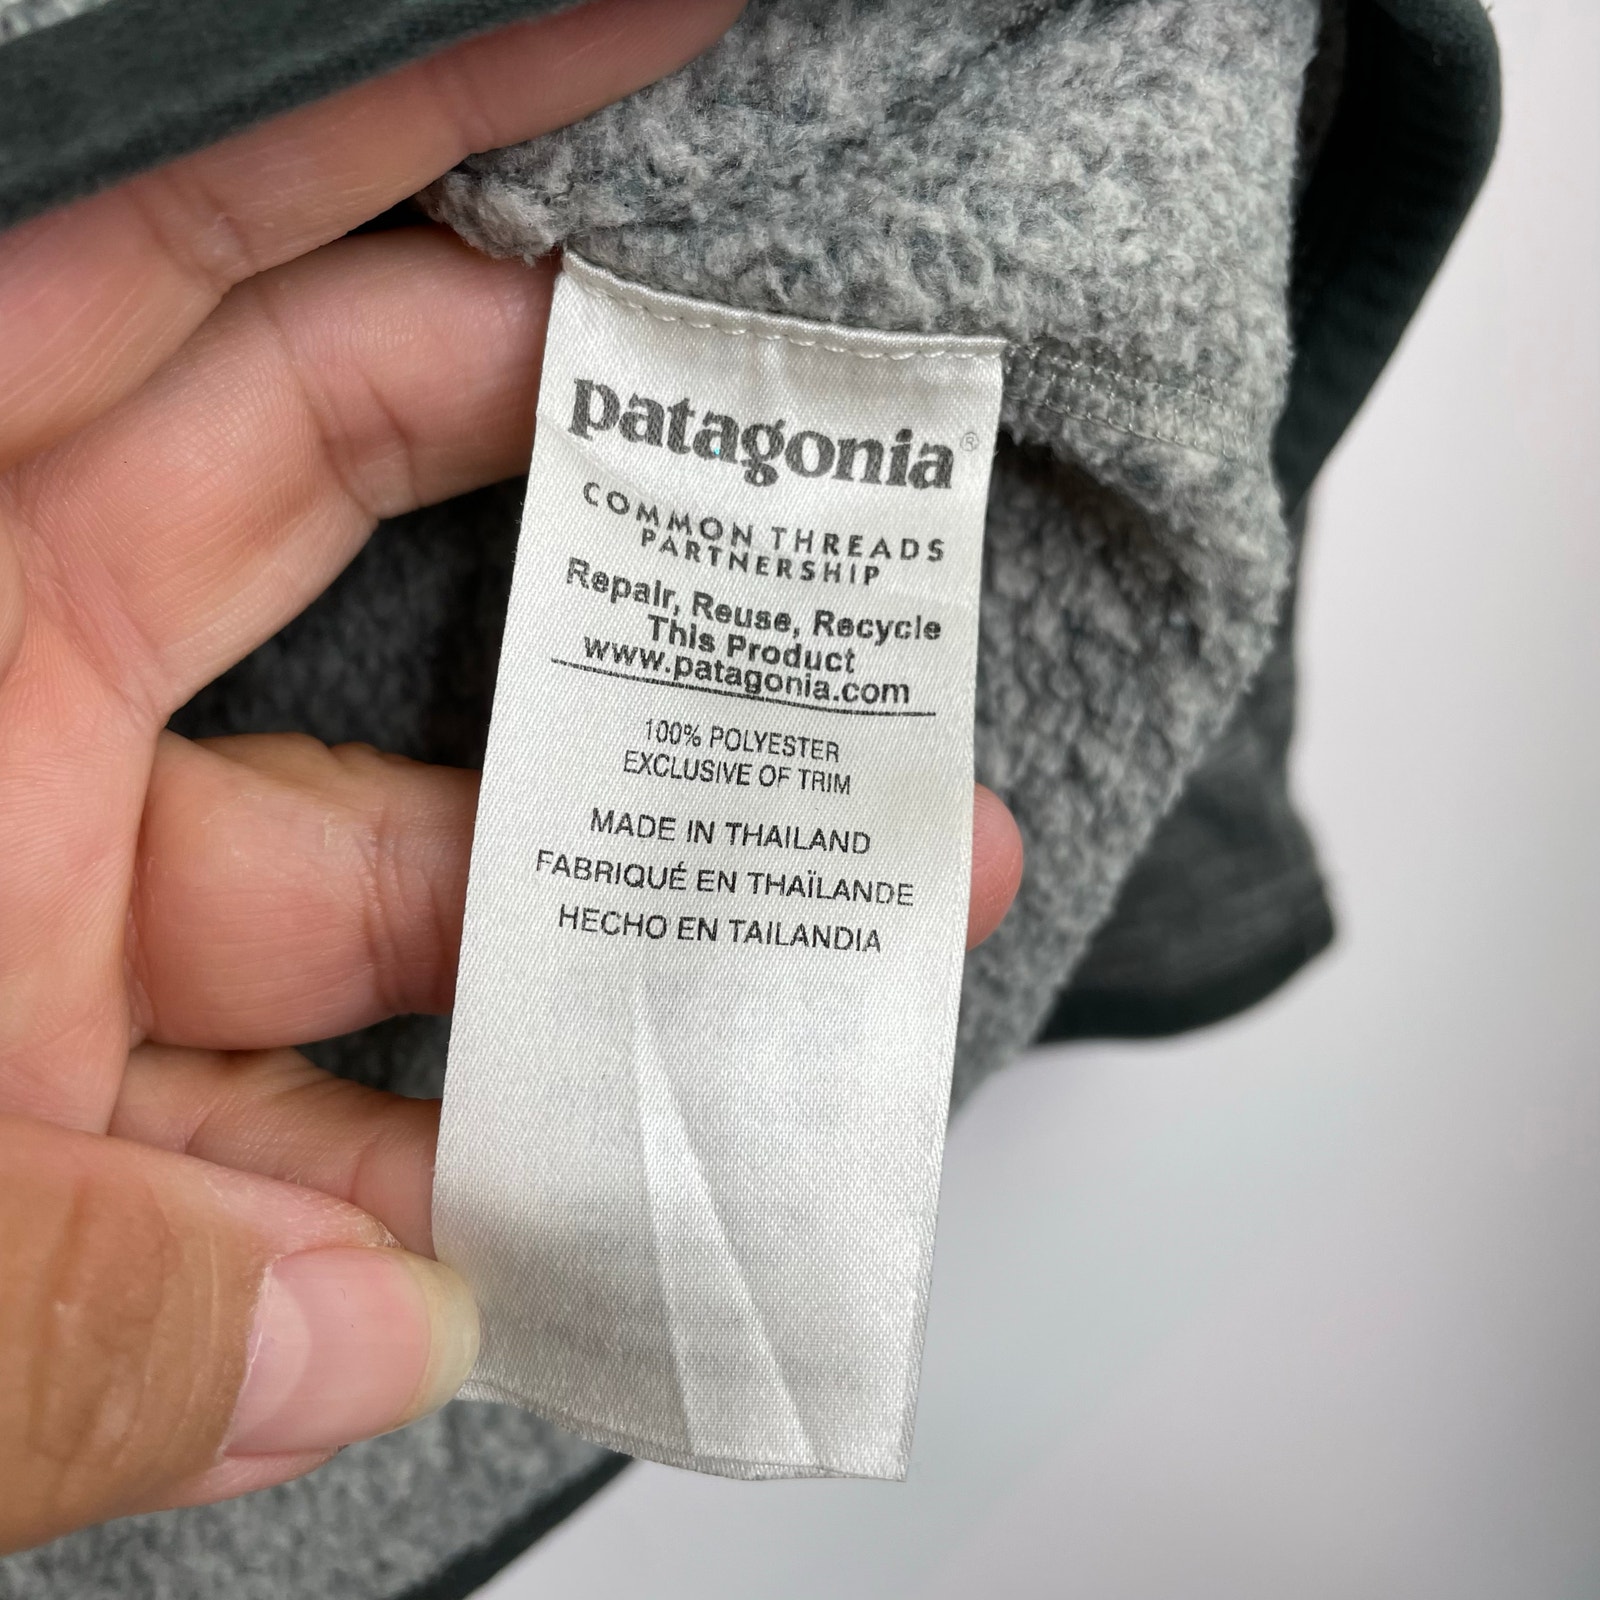 patagonia®
COMMON THREADS
PARTNERSHIP
Repair, Reuse, Recycle
This Product
www.patagonia.com
100% POLYESTER
EXCLUSIVE OF TRIM
MADE IN THAILAND
FABRIQUÉ EN THAÏLANDE
HECHO EN TAILANDIA